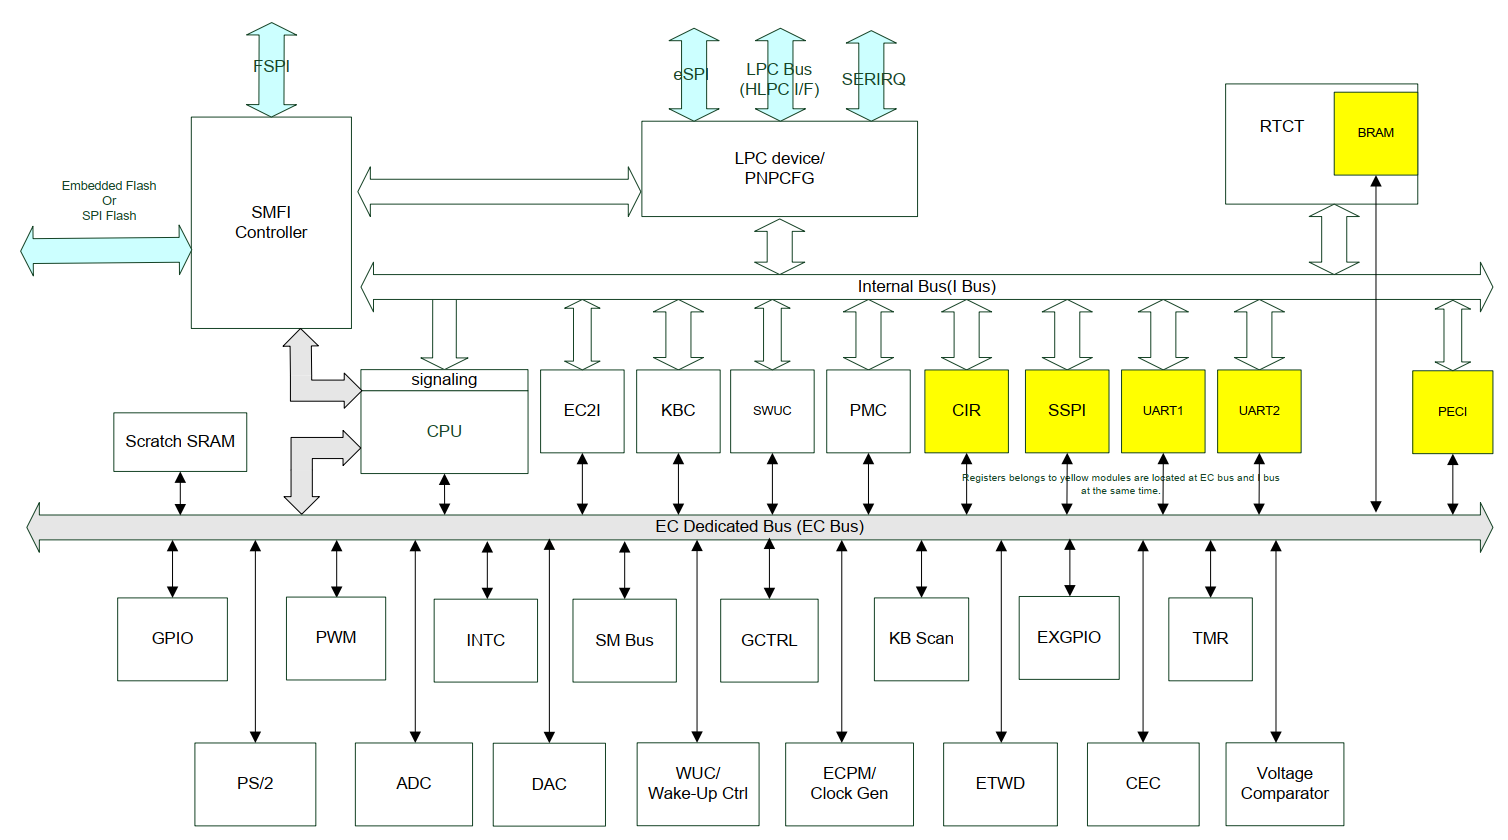 FSPI
eSPI
LPC Bus
(HLPC I/F)
SERIRQ
RTCT
BRAM
LPC device/
PNPCFG
Embedded Flash
Or
SPI Flash
SMFI
Controller
Internal Bus(I Bus)
signaling
CPU
EC2I
KBC
SWUC
PMC
CIR
SSPI
UART1
UART2
PECI
Scratch SRAM
Registers belongs to yellow modules are located at EC bus and I bus
at the same time.
EC Dedicated Bus (EC Bus)
GPIO
PWM
INTC
SM Bus
GCTRL
KB Scan
EXGPIO
TMR
PS/2
ADC
DAC
WUC/
Wake-Up Ctrl
ECPM/
Clock Gen
ETWD
CEC
Voltage
Comparator